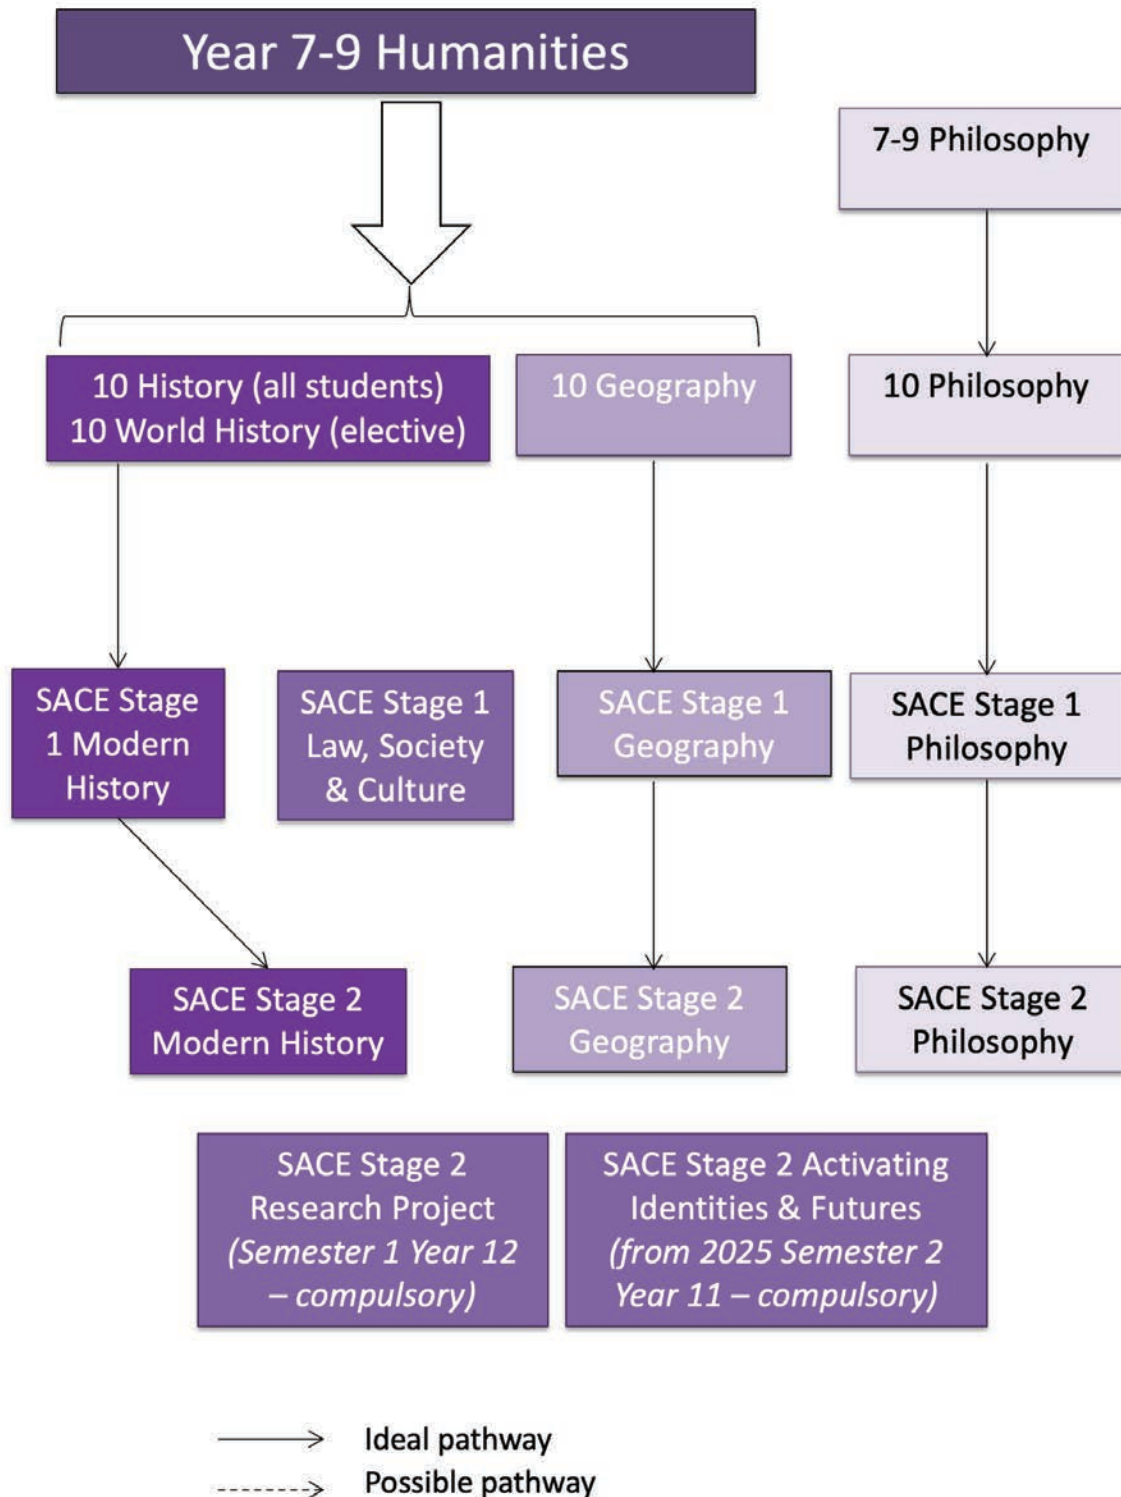 Year 7-9 Humanities
7-9 Philosophy
10 History (all students)
10 World History (elective)
10 Geography
10 Philosophy
SACE Stage
1 Modern
History
SACE Stage 1
Law, Society
& Culture
SACE Stage 1
Geography
SACE Stage 1
Philosophy
SACE Stage 2
Modern History
SACE Stage 2
Geography
SACE Stage 2
Philosophy
SACE Stage 2
Research Project
(Semester 1 Year 12
– compulsory)
SACE Stage 2 Activating
Identities & Futures
(from 2025 Semester 2
Year 11 – compulsory)
Ideal pathway
Possible pathway